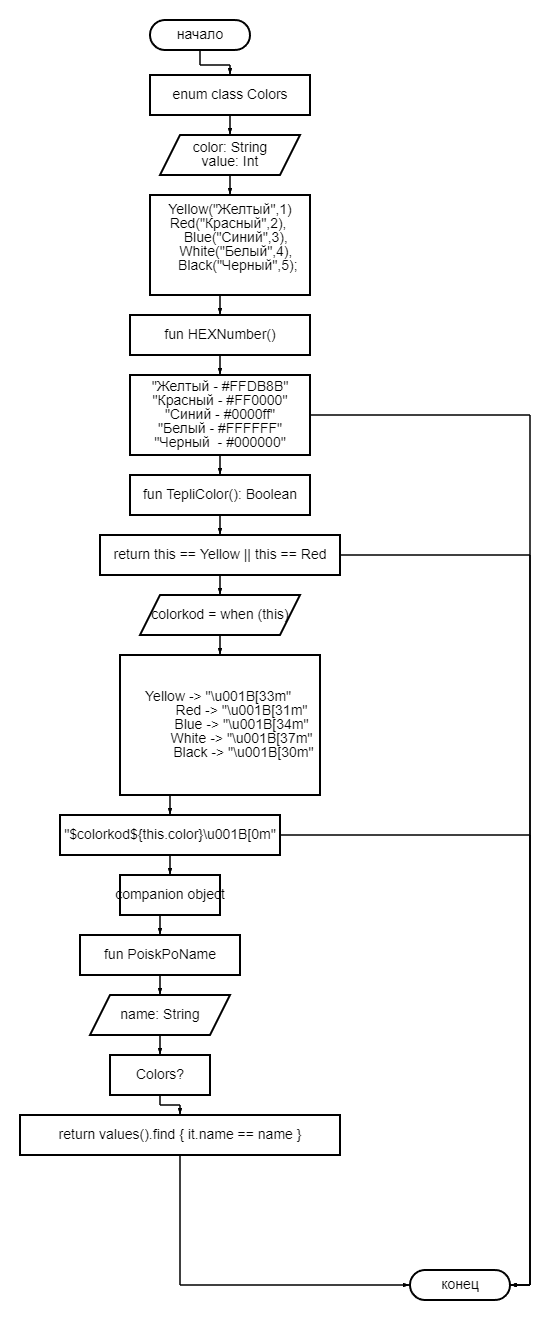 начало
enum class Colors
color: String
value: Int
Yellow("Желтый",1)
Red("Красный",2),
Blue("Синий",3),
White("Белый",4),
Black("Черный",5);
fun HEXNumber()
"Желтый - #FFDB8B"
"Красный - #FF0000"
"Синий - #0000ff"
"Белый - #FFFFFF"
"Черный  - #000000"
fun TepliColor(): Boolean
return this == Yellow || this == Red
colorkod = when (this)
Yellow -> "\u001B[33m"
Red -> "\u001B[31m"
Blue -> "\u001B[34m"
White -> "\u001B[37m"
Black -> "\u001B[30m"
"$colorkod${this.color}\u001B[0m"
companion object
fun PoiskPoName
name: String
Colors?
return values().find { it.name == name }
конец